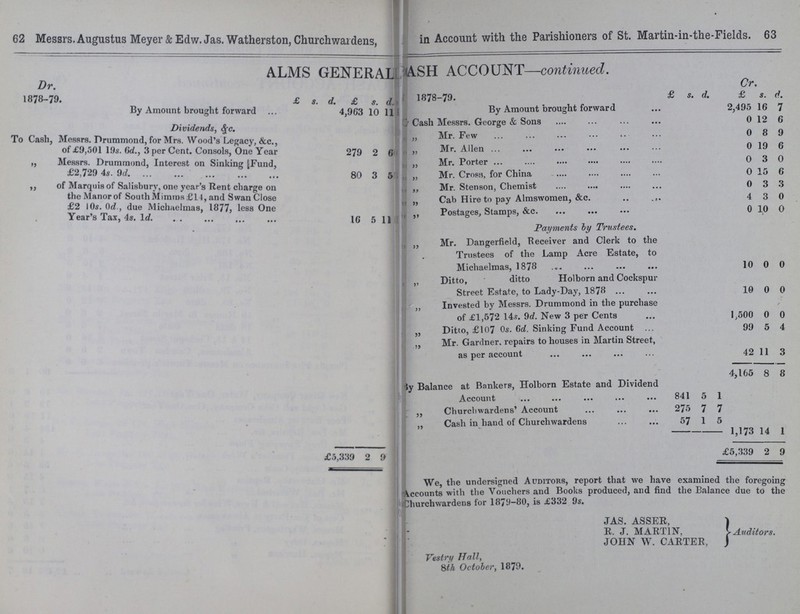 62 Messrs. Augustus Meyer & Edw. Jas. Watherston, Churchwardens,
ALMS GENERAL
Dr.
1878-79. £ s. d. £ s. d.
By Amount brought forward ... 4,963 10 11
Dividends, &c.
To Cash, Messrs. Drummond, for Mrs. Wood's Legacy, &c.,
of £9,501 19s. 6d., 3 per Cent. Consols, One Year 279 2 6
„ Messrs. Drummond, Interest on Sinking Fund,
£2,729 4s. 9d. ... ... ... ... ... ... 80 3 5
„ of Marquis of Salisbury, one year's Rent charge on
the Manor of South Mimms £14, and Swan Close
£2 10s. 0d., due Michaelmas, 1877, less One
Year's Tax, 4s. 1d. ... ... ... ... ... 16 5 11
£5,339 2 9
in Account with the Parishioners of St. Martin-in-the-Fields. 63
CASH ACCOUNT—continued.
Cr.
1878-79. £ s. d. £ s. d.
By Amount brought forward ... 2,495 16 7
Cash Messrs. George & Sons .... ... ... ... 0 12 6
„ Mr. Few ... ... ... ... ... ... 0 8 9
„ Mr. Allen ... ... ... ... ... ... 0 19 6
„ Mr. Porter ... .... .... .... .... .... 0 3 0
„ Mr. Cross, for China .... .... .... ... 0 15 6
„ Mr. Stenson, Chemist .... ... ... ... 0 3 3
„ Cab Hire to pay Almswomen, &c. ... ... 4 3 0
„ Postages, Stamps, &c. ... ... ... 0 10 0
Payments by Trustees.
„ Mr. Dangerfield, Receiver and Clerk to the
Trustees of the Lamp Acre Estate, to
Michaelmas, 1878 ... ... ... ... 10 0 0
„ Ditto, ditto Holborn and Cockspur
Street Estate, to Lady-Day, 1878 ... ... 10 0 0
„ Invested by Messrs. Drummond in the purchase
of £1,572 14s. 9d. New 3 per Cents ... 1,500 0 0
„ Ditto, £107 0s. 6d. Sinking Fund Account ... 99 5 4
„ Mr. Gardner, repairs to houses in Martin Street,
as per account ... ... ... ... 42 11 3
4,165 8 8
By Balance at Bankers, Holborn Estate and Dividend
Account ... ... ... ... ... 841 5 1
„ Churchwardens' Account ... ... ... 275 7 7
„ Cash in hand of Churchwardens ... ... 57 1 5
1,173 14 1
£5,339 2 9
We, the undersigned AUDITORS, report that we have examined the foregoing
Accounts with the Vouchers and Books produced, and find the Balance due to the
Churchwardens for 1879-80, is £332 9s.
JAS. ASSER,
R. J. MARTIN, } Auditors.
JOHN W. CARTER,
Vestry Hall,
8th October, 1879.